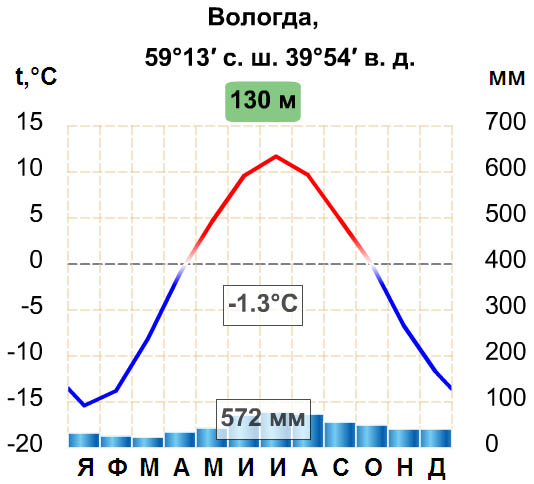 Вологда,
59°13′ с. ш. 39°54′ в. д.
t,°C мм
130 м
15 700
10 600
5 500
0 400
-5 300
-1.3°C
-10 200
-15 100
572 мм
-20 0
Я Ф М А М И И А С О Н Д